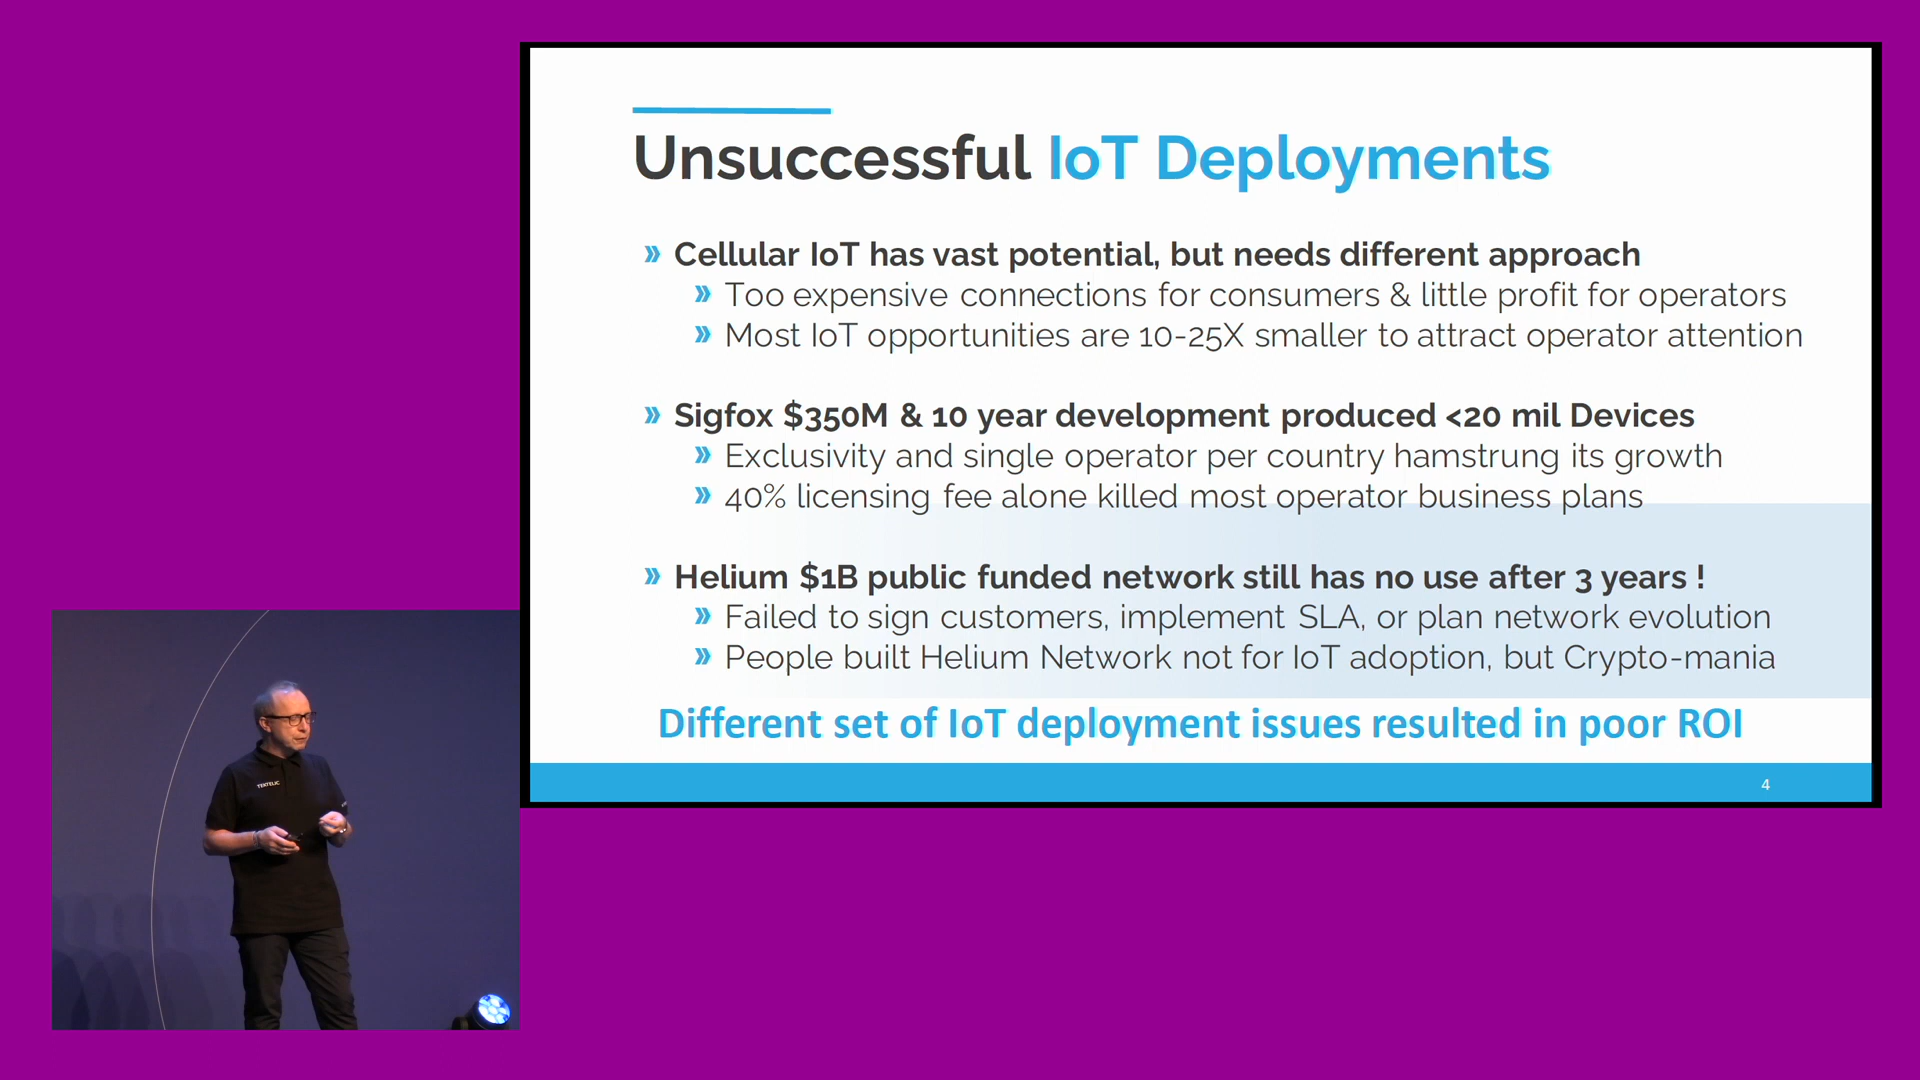 Unsuccessful IoT Deployments
» Cellular IoT has vast potential, but needs different approach
» Too expensive connections for consumers & little profit for operators
» Most IoT opportunities are 10-25X smaller to attract operator attention
» Sigfox $350M & 10 year development produced <20 mil Devices
» Exclusivity and single operator per country hamstrung its growth
» 40% licensing fee alone killed most operator business plans
» Helium $1B public funded network still has no use after 3 years !
» Failed to sign customers, implement SLA, or plan network evolution
» People built Helium Network not for IoT adoption, but Crypto-mania
Different set of IoT deployment issues resulted in poor ROI
4
TEKTELIC